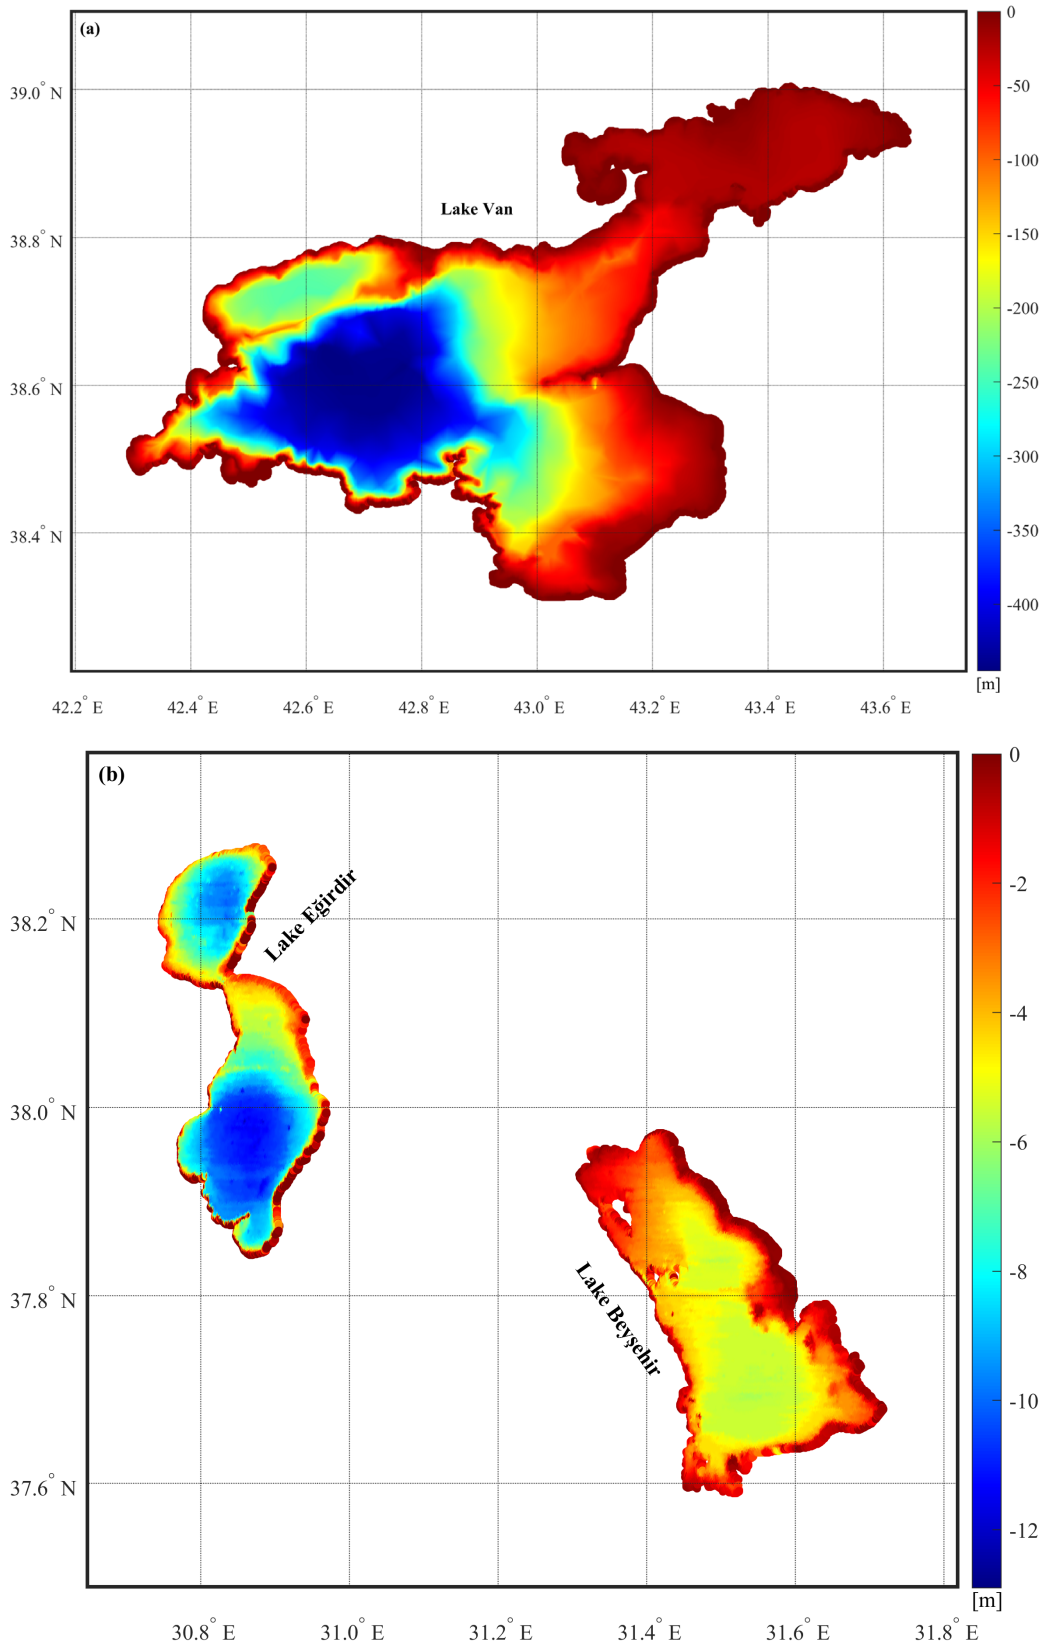 (a)
Lake Van
39.0° N
38.8° N
38.6° N
38.4° N
42.2° E
42.4° E
42.6° E
42.8° E
43.0° E
43.2° E
43.4° E
43.6° E
0
-50
-100
-150
-200
-250
-300
-350
-400
[m]
(b)
Lake Eğirdir
Lake Beyşehir
38.2° N
38.0° N
37.8° N
37.6° N
30.8° E
31.0° E
31.2° E
31.4° E
31.6° E
31.8° E
0
-2
-4
-6
-8
-10
-12
[m]